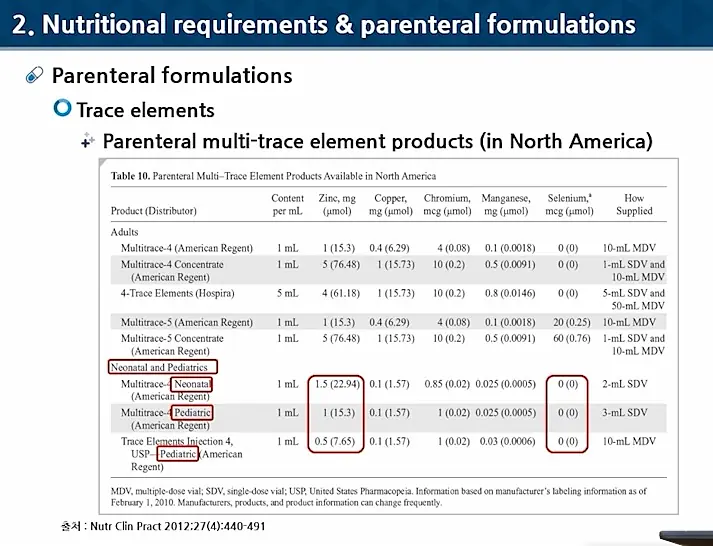 2. Nutritional requirements & parenteral formulations
Parenteral formulations
Trace elements
Parenteral multi-trace element products (in North America)
Table 10. Parenteral Multi–Trace Element Products Available in North America
Product (Distributor) Content per mL Zinc, mg (μmol) Copper, mg (μmol) Chromium, mcg (μmol) Manganese, mg (μmol) Selenium,a mcg (μmol) How Supplied
Adults
Multitrace-4 (American Regent) 1 mL 1 (15.3) 0.4 (6.29) 4 (0.08) 0.1 (0.0018) 0 (0) 10-mL MDV
Multitrace-4 Concentrate (American Regent) 1 mL 5 (76.48) 1 (15.73) 10 (0.2) 0.5 (0.0091) 0 (0) 1-mL SDV and 10-mL MDV
4-Trace Elements (Hospira) 5 mL 4 (61.18) 1 (15.73) 10 (0.2) 0.8 (0.0146) 0 (0) 5-mL SDV and 50-mL MDV
Multitrace-5 (American Regent) 1 mL 1 (15.3) 0.4 (6.29) 4 (0.08) 0.1 (0.0018) 20 (0.25) 10-mL MDV
Multitrace-5 Concentrate (American Regent) 1 mL 5 (76.48) 1 (15.73) 10 (0.2) 0.5 (0.0091) 60 (0.76) 1-mL SDV and 10-mL MDV
Neonatal and Pediatrics
Multitrace-4 Neonatal (American Regent) 1 mL 1.5 (22.94) 0.1 (1.57) 0.85 (0.02) 0.025 (0.0005) 0 (0) 2-mL SDV
Multitrace-4 Pediatric (American Regent) 1 mL 1 (15.3) 0.1 (1.57) 1 (0.02) 0.025 (0.0005) 0 (0) 3-mL SDV
Trace Elements Injection 4, USP—Pediatric (American Regent) 1 mL 0.5 (7.65) 0.1 (1.57) 1 (0.02) 0.03 (0.0006) 0 (0) 10-mL MDV
MDV, multiple-dose vial; SDV, single-dose vial; USP, United States Pharmacopeia. Information based on manufacturer's labeling information as of
February 1, 2010. Manufacturers, products, and product information can change frequently.
출처 : Nutr Clin Pract 2012;27(4):440-491